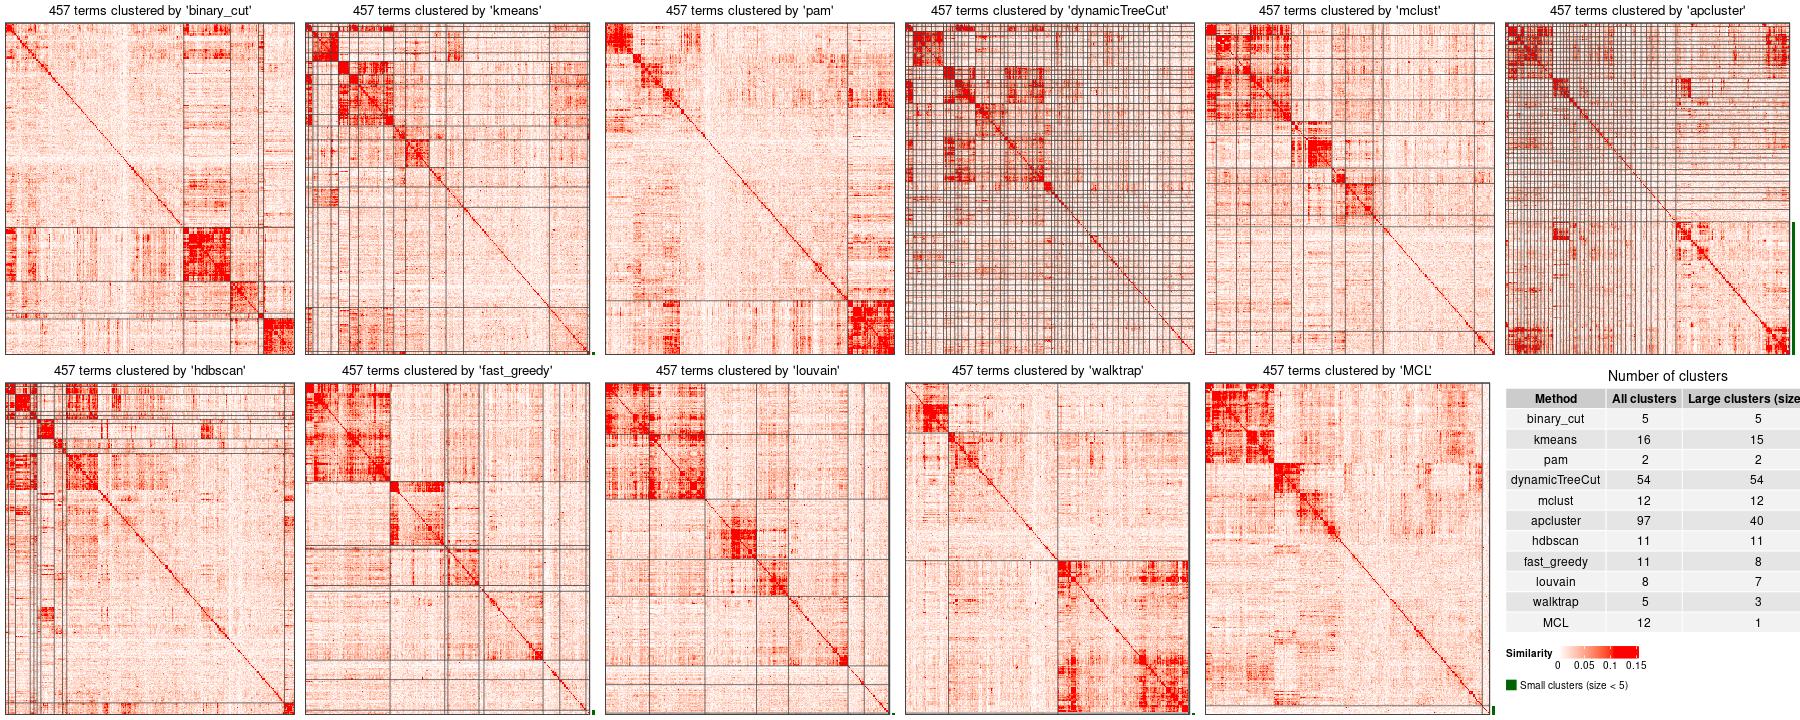 457 terms clustered by 'binary_cut'
457 terms clustered by 'kmeans'
457 terms clustered by 'pam'
457 terms clustered by 'dynamicTreeCut'
457 terms clustered by 'mclust'
457 terms clustered by 'apcluster'
457 terms clustered by 'hdbscan'
457 terms clustered by 'fast_greedy'
457 terms clustered by 'louvain'
457 terms clustered by 'walktrap'
457 terms clustered by 'MCL'
Number of clusters
Method All clusters Large clusters (size
binary_cut 5 5
kmeans 16 15
pam 2 2
dynamicTreeCut 54 54
mclust 12 12
apcluster 97 40
hdbscan 11 11
fast_greedy 11 8
louvain 8 7
walktrap 5 3
MCL 12 1
Similarity
0 0.05 0.1 0.15
Small clusters (size < 5)